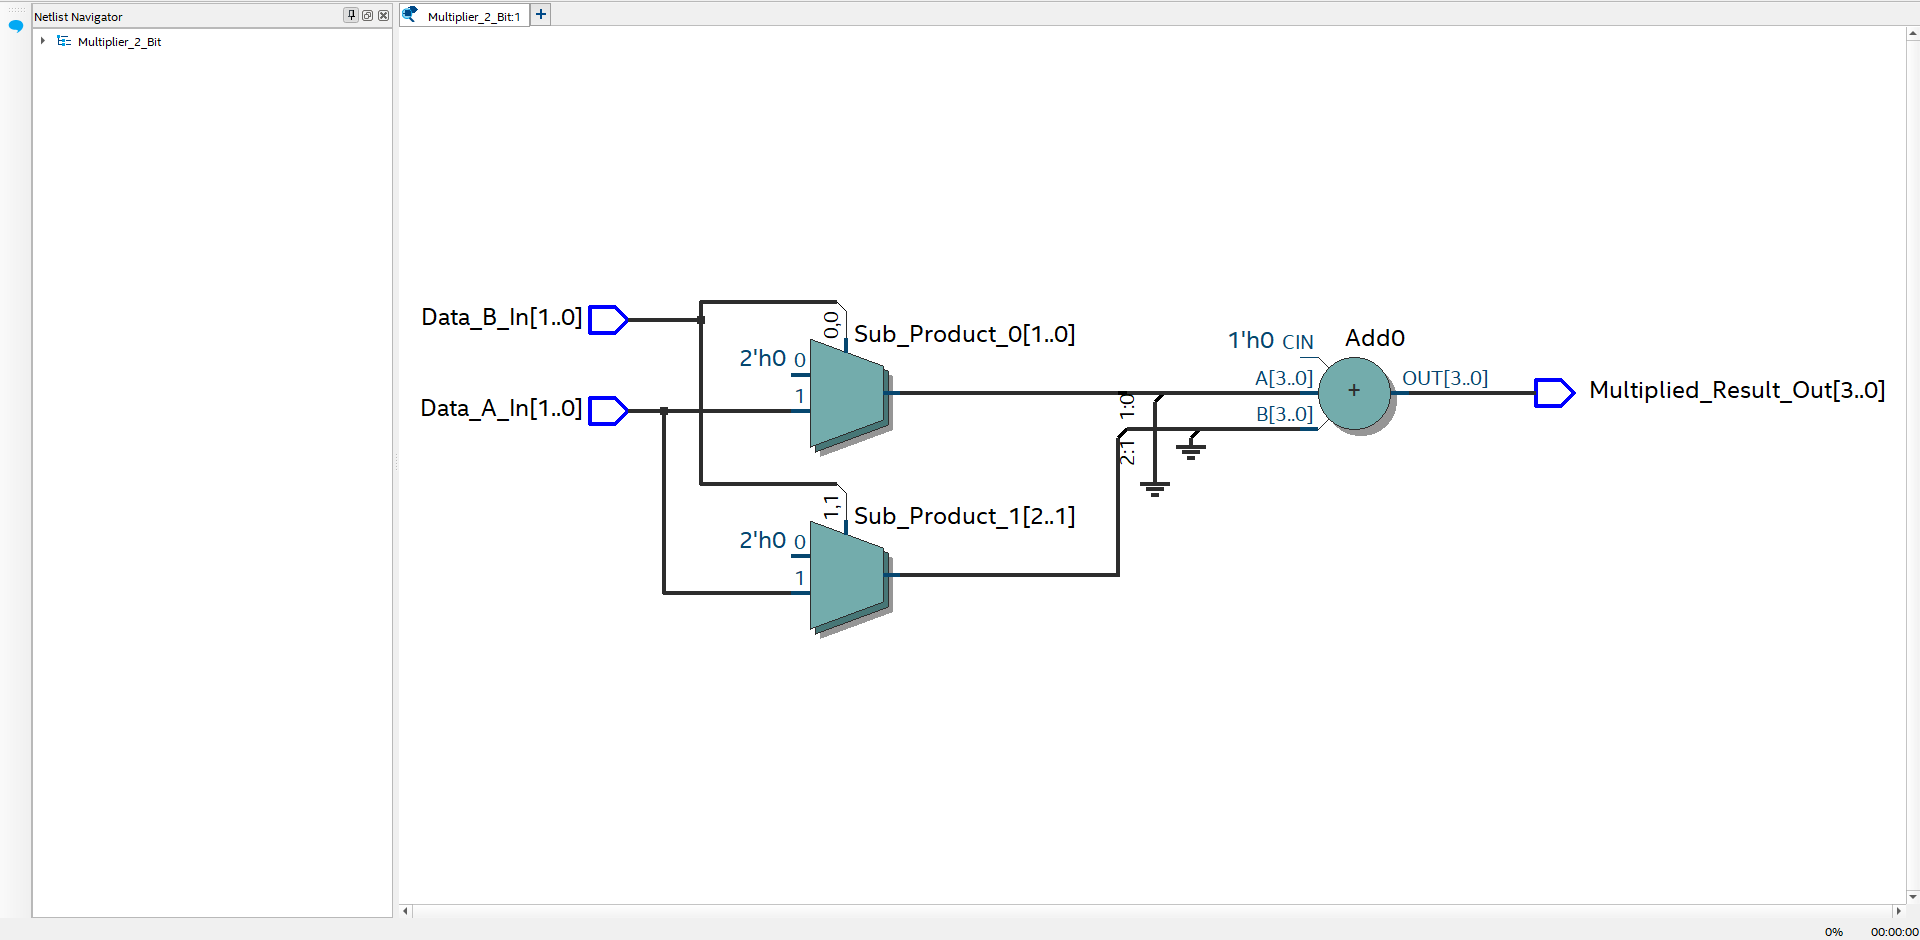 Netlist Navigator
Multiplier_2_Bit
Multiplier_2_Bit:1
+
Data_B_In[1..0]
0,0
Sub_Product_0[1..0]
2'h0 0
1
Data_A_In[1..0]
1,1
Sub_Product_1[2..1]
2'h0 0
1
1:0
2:1
1'h0 CIN
Add0
A[3..0]
B[3..0]
+
OUT[3..0]
Multiplied_Result_Out[3..0]
0% 00:00:00